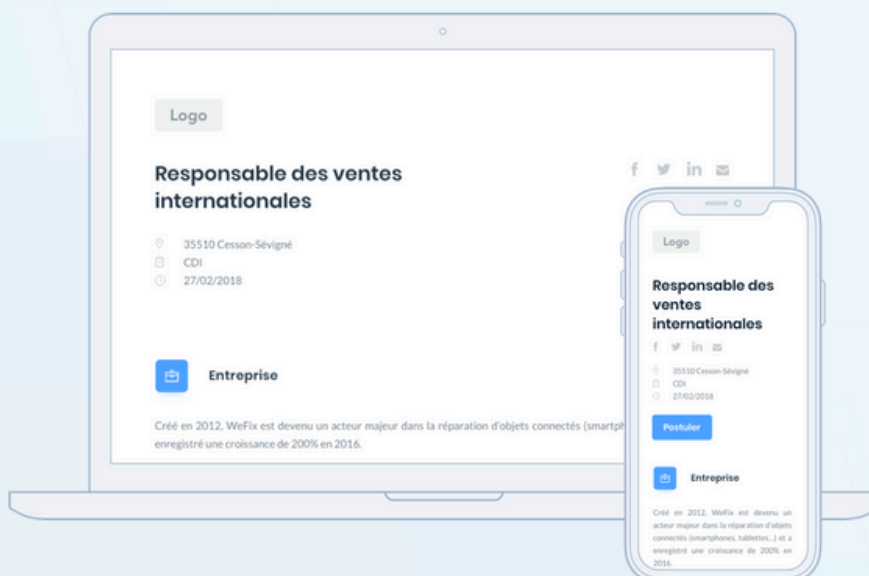 Logo
Responsable des ventes
internationales
35510 Cesson-Sévigné
CDI
27/02/2018
Entreprise
Créé en 2012, WeFix est devenu un acteur majeur dans la réparation d'objets connectés (smartph
enregistré une croissance de 200% en 2016.
Logo
Responsable des
ventes
internationales
35510 Cesson-Sévigné
CDI
27/02/2018
Postuler
Entreprise
Créé en 2012, WeFix est devenu un
acteur majeur dans la réparation d'objets
connectés (smartphones, tablettes...) et a
enregistré une croissance de 200% en
2016.